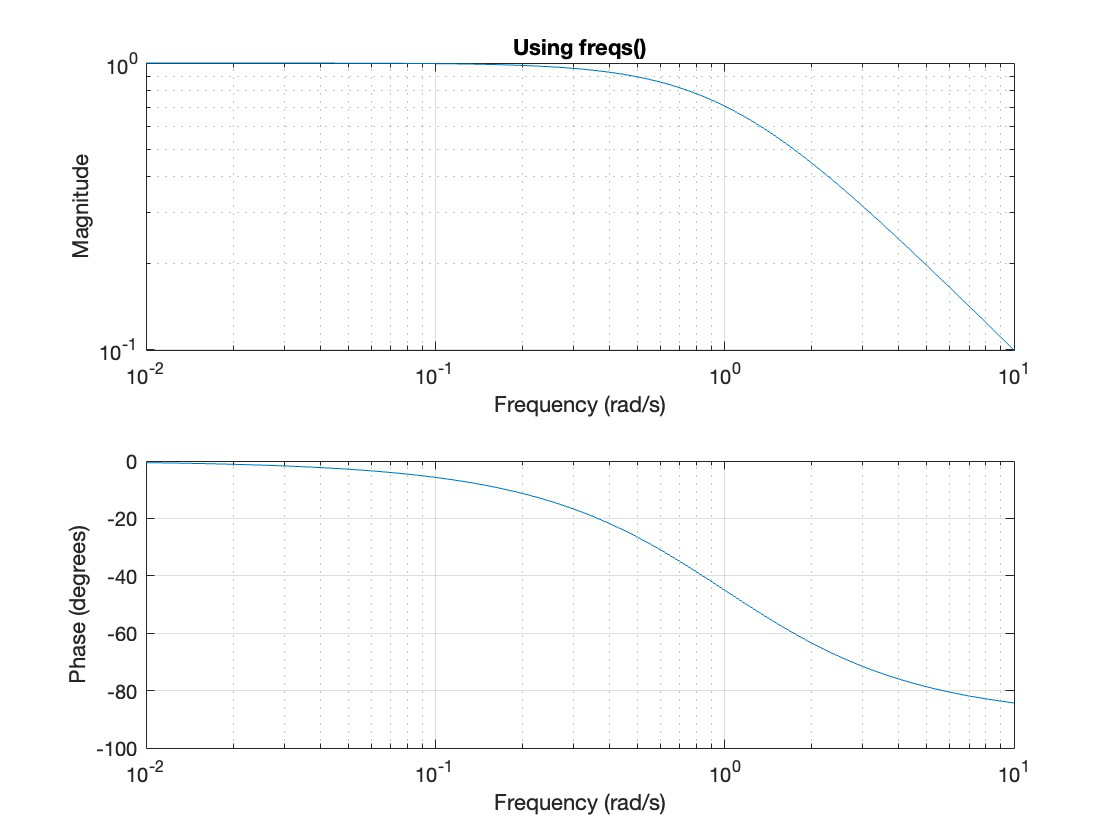 Using freqs()
10^0
10^-1
Magnitude
10^-2 10^-1 10^0 10^1
Frequency (rad/s)
0
-20
-40
-60
-80
-100
Phase (degrees)
10^-2 10^-1 10^0 10^1
Frequency (rad/s)